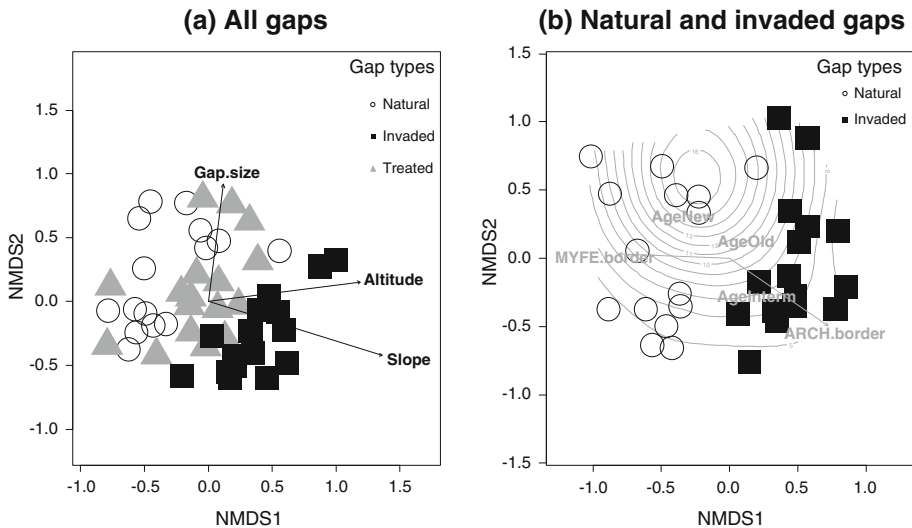 (a) All gaps
Gap types
Natural
Invaded
Treated
Gap.size
Altitude
Slope
NMDS2
1.5
1.0
0.5
0.0
-0.5
-1.0
-1.0 -0.5 0.0 0.5 1.0 1.5
NMDS1
(b) Natural and invaded gaps
Gap types
Natural
Invaded
16
AgeNew
AgeOld
MYFE.border
13
10
AgeInterm
ARCH.border
5
NMDS2
1.5
1.0
0.5
0.0
-0.5
-1.0
-1.5
-1.0 -0.5 0.0 0.5 1.0
NMDS1